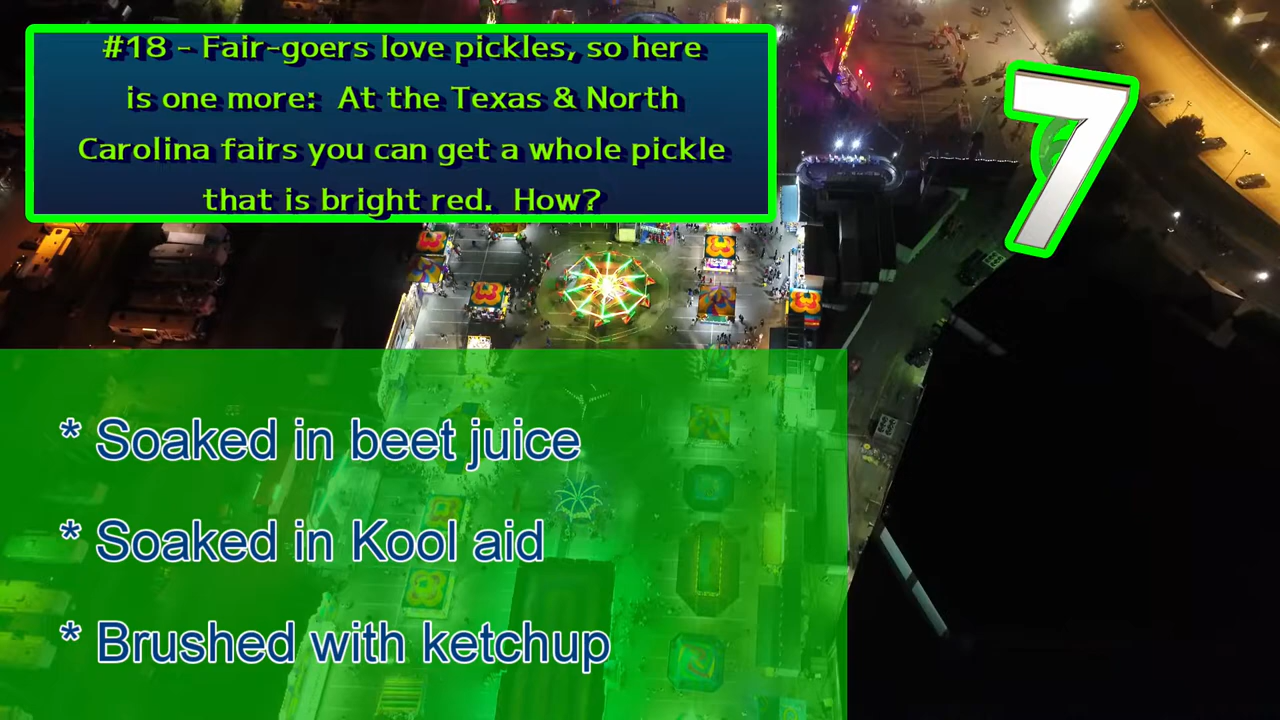 #18 - Fair-goers love pickles, so here
is one more:  At the Texas & North
Carolina fairs you can get a whole pickle
that is bright red.  How?
7
* Soaked in beet juice
* Soaked in Kool aid
* Brushed with ketchup